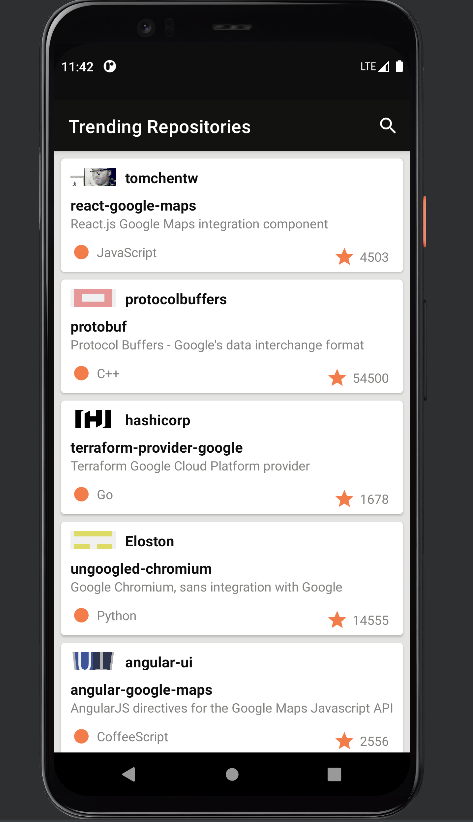 11:42
LTE
Trending Repositories
tomchentw
react-google-maps
React.js Google Maps integration component
JavaScript
4503
protocolbuffers
protobuf
Protocol Buffers - Google's data interchange format
C++
54500
hashicorp
terraform-provider-google
Terraform Google Cloud Platform provider
Go
1678
Eloston
ungoogled-chromium
Google Chromium, sans integration with Google
Python
14555
angular-ui
angular-google-maps
AngularJS directives for the Google Maps Javascript API
CoffeeScript
2556